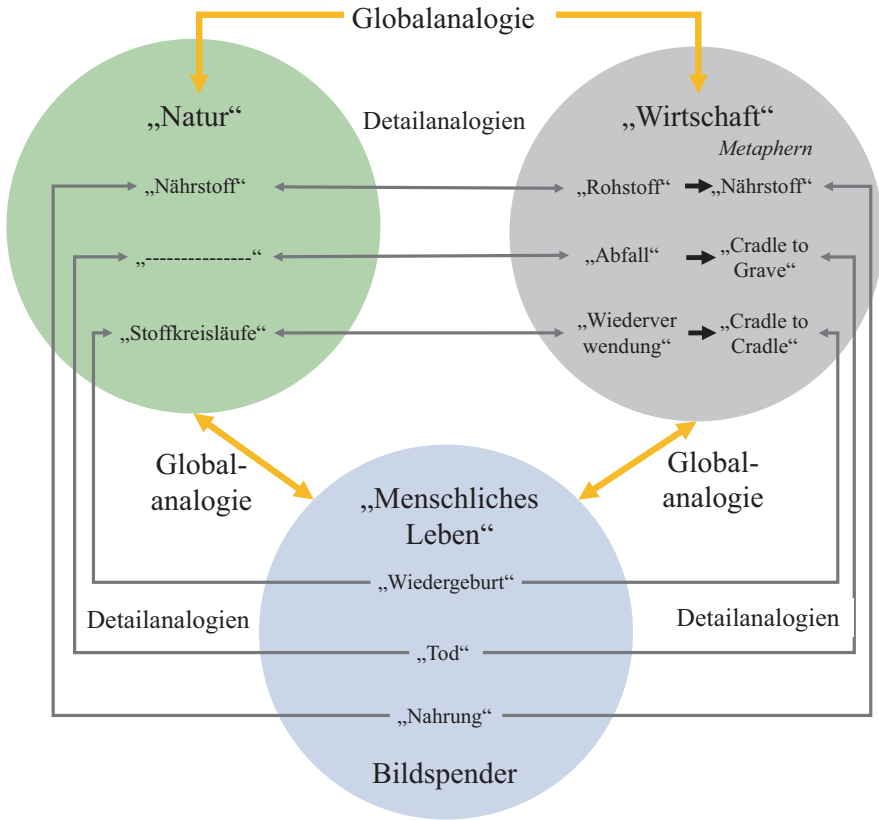 Globalanalogie
„Natur“
Detailanalogien
„Wirtschaft“
Metaphern
„Nährstoff“
„Rohstoff“
„Nährstoff“
„---------------“
„Abfall“
„Cradle to
Grave“
„Stoffkreisläufe“
„Wiederver
wendung“
„Cradle to
Cradle“
Global-
analogie
Global-
analogie
„Menschliches
Leben“
„Wiedergeburt“
Detailanalogien
Detailanalogien
„Tod“
„Nahrung“
Bildspender